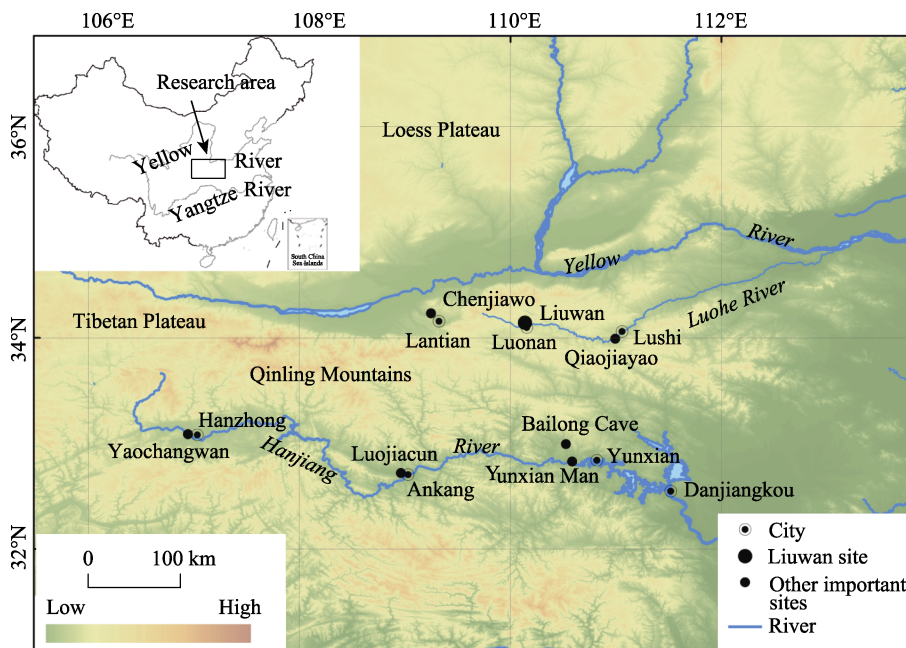 106°E
108°E
110°E
112°E
36°N
34°N
32°N
Research area
Yellow River
Yangtze River
South China
Sea Islands
Loess Plateau
Yellow River
Luohe River
Chenjiawo
Lantian
Liuwan
Luonan
Lushi
Qiaojiayao
Tibetan Plateau
Qinling Mountains
Hanzhong
Yaochangwan
Hanjiang River
Luojiacun
Ankang
Bailong Cave
Yunxian Man
Yunxian
Danjiangkou
0 100 km
Low High
City
Liuwan site
Other important
sites
River